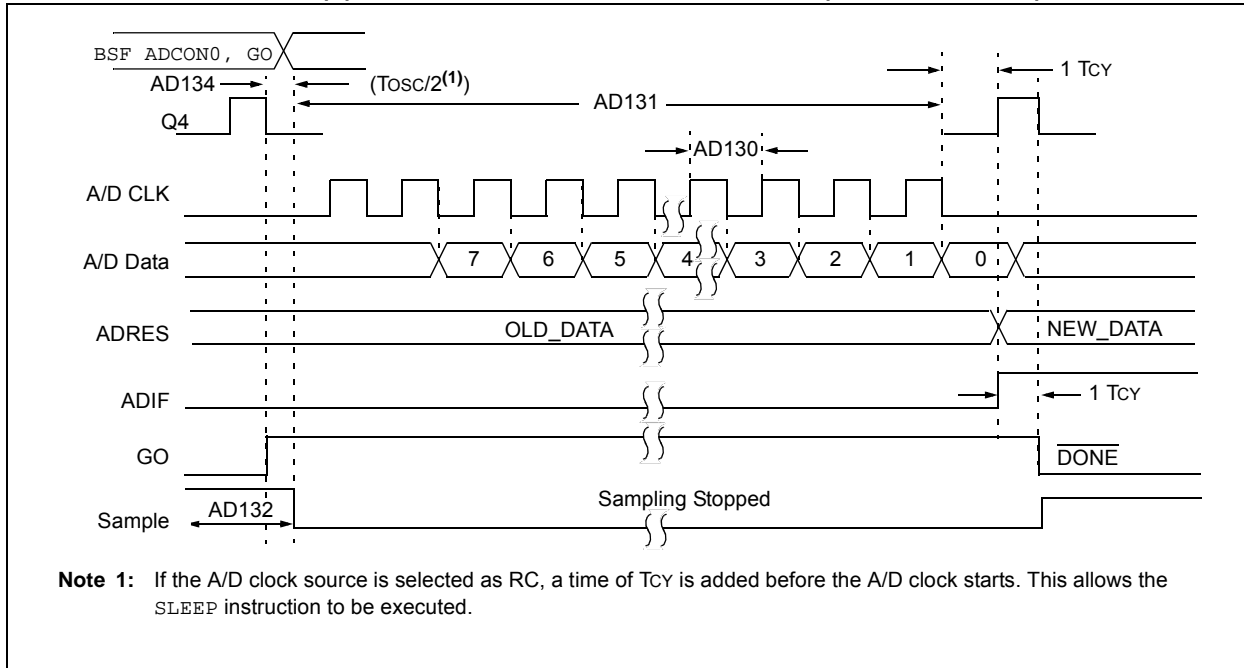 BSF ADCON0, GO
AD134
(TOSC/2(1))
1 TCY
AD131
Q4
AD130
A/D CLK
A/D Data
7 6 5 4 3 2 1 0
ADRES
OLD_DATA
NEW_DATA
ADIF
1 TCY
GO
DONE
Sampling Stopped
AD132
Sample
Note 1: If the A/D clock source is selected as RC, a time of TCY is added before the A/D clock starts. This allows the
SLEEP instruction to be executed.